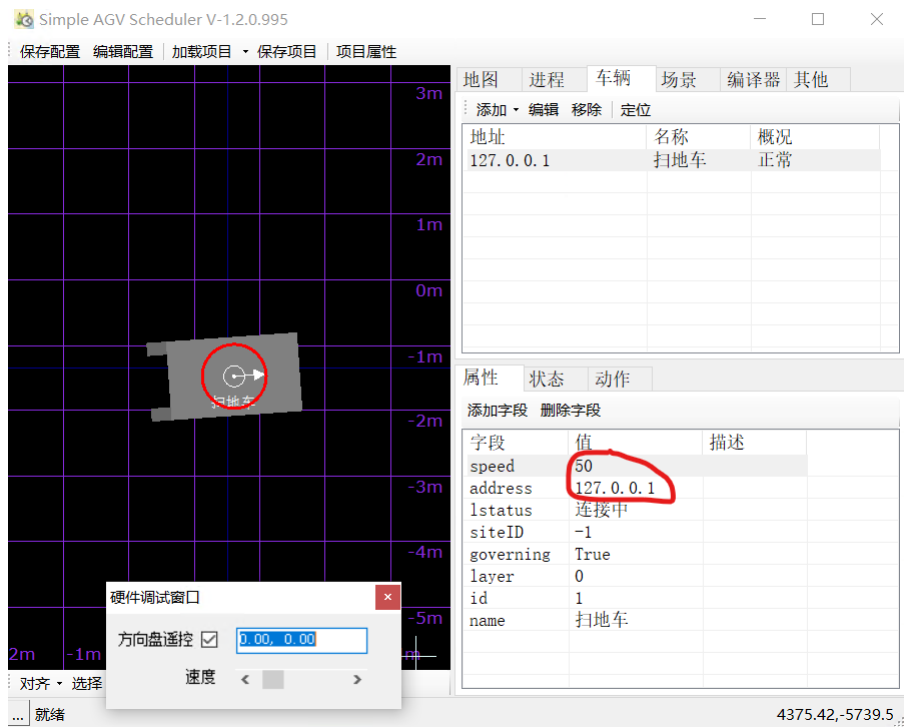 Simple AGV Scheduler V-1.2.0.995
保存配置 编辑配置 加载项目 保存项目 项目属性
3m
2m
1m
0m
-1m
-2m
-3m
-4m
-5m
扫地车
2m -1m
对齐 选择
硬件调试窗口
方向盘遥控 0.00, 0.00
速度
地图 进程 车辆 场景 编译器 其他
添加 编辑 移除 定位
地址 名称 概况
127.0.0.1 扫地车 正常
属性 状态 动作
添加字段 删除字段
字段 值 描述
speed 50
address 127.0.0.1
lstatus 连接中
siteID -1
governing True
layer 0
id 1
name 扫地车
... 就绪 4375.42,-5739.5